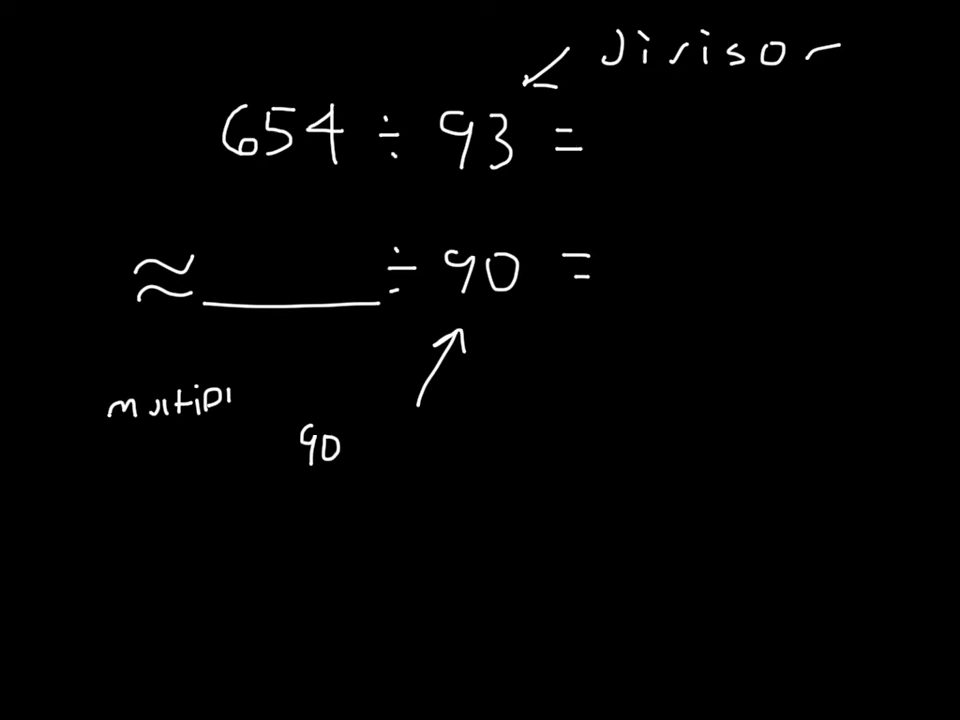 divisor
654 ÷ 93 =
≈ ____ ÷ 90 =
multipl
90